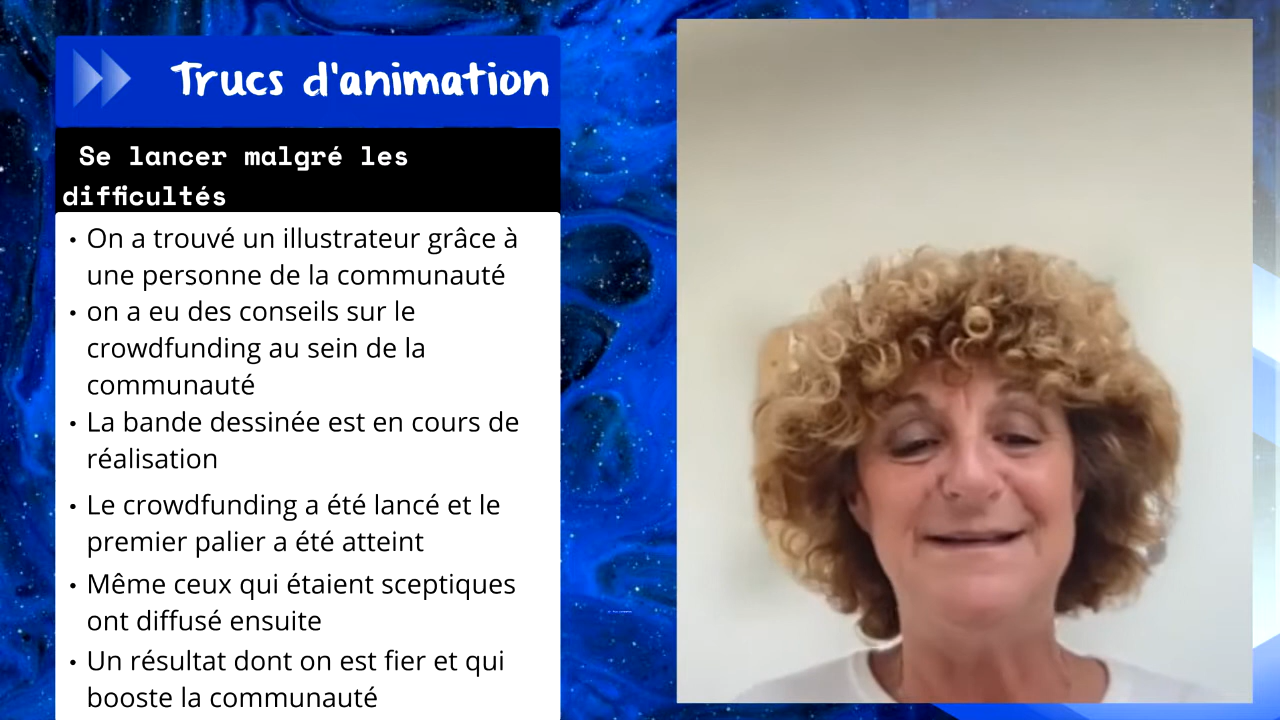 Trucs d'animation
Se lancer malgré les
difficultés
• On a trouvé un illustrateur grâce à
une personne de la communauté
• on a eu des conseils sur le
crowdfunding au sein de la
communauté
• La bande dessinée est en cours de
réalisation
• Le crowdfunding a été lancé et le
premier palier a été atteint
• Même ceux qui étaient sceptiques
ont diffusé ensuite
• Un résultat dont on est fier et qui
booste la communauté